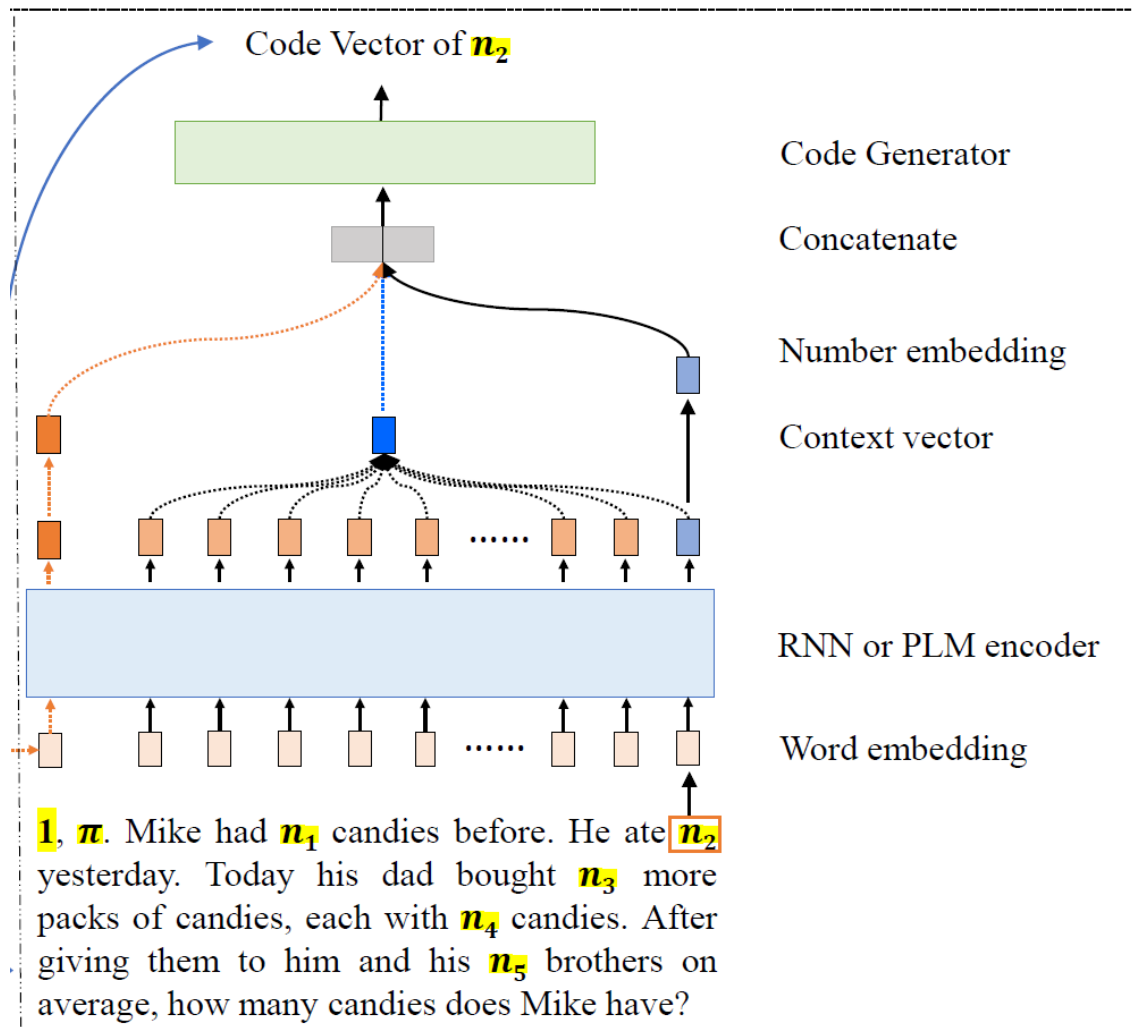 Code Vector of n₂
Code Generator
Concatenate
Number embedding
Context vector
......
RNN or PLM encoder
......
Word embedding
1, π. Mike had n₁ candies before. He ate n₂
yesterday. Today his dad bought n₃ more
packs of candies, each with n₄ candies. After
giving them to him and his n₅ brothers on
average, how many candies does Mike have?